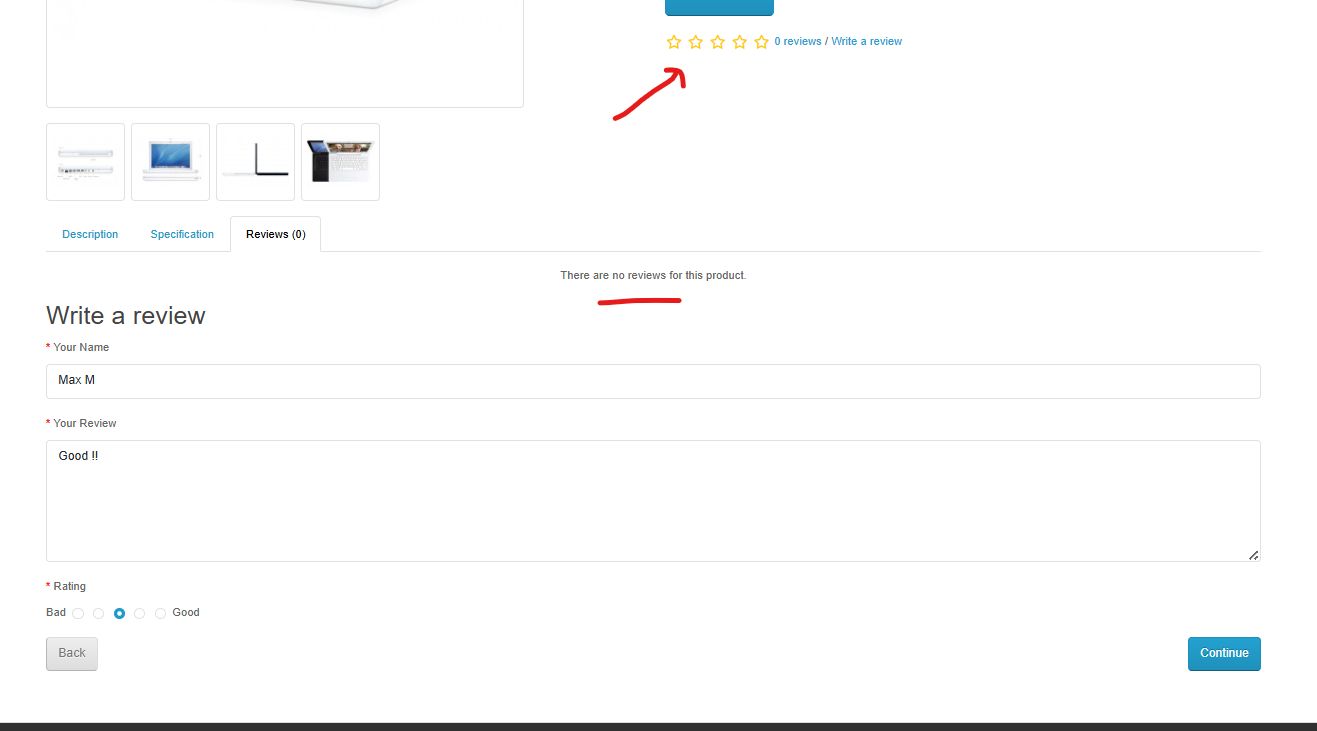 0 reviews / Write a review
Description Specification Reviews (0)
There are no reviews for this product.
Write a review
* Your Name
Max M
* Your Review
Good !!
* Rating
Bad Good
Back Continue